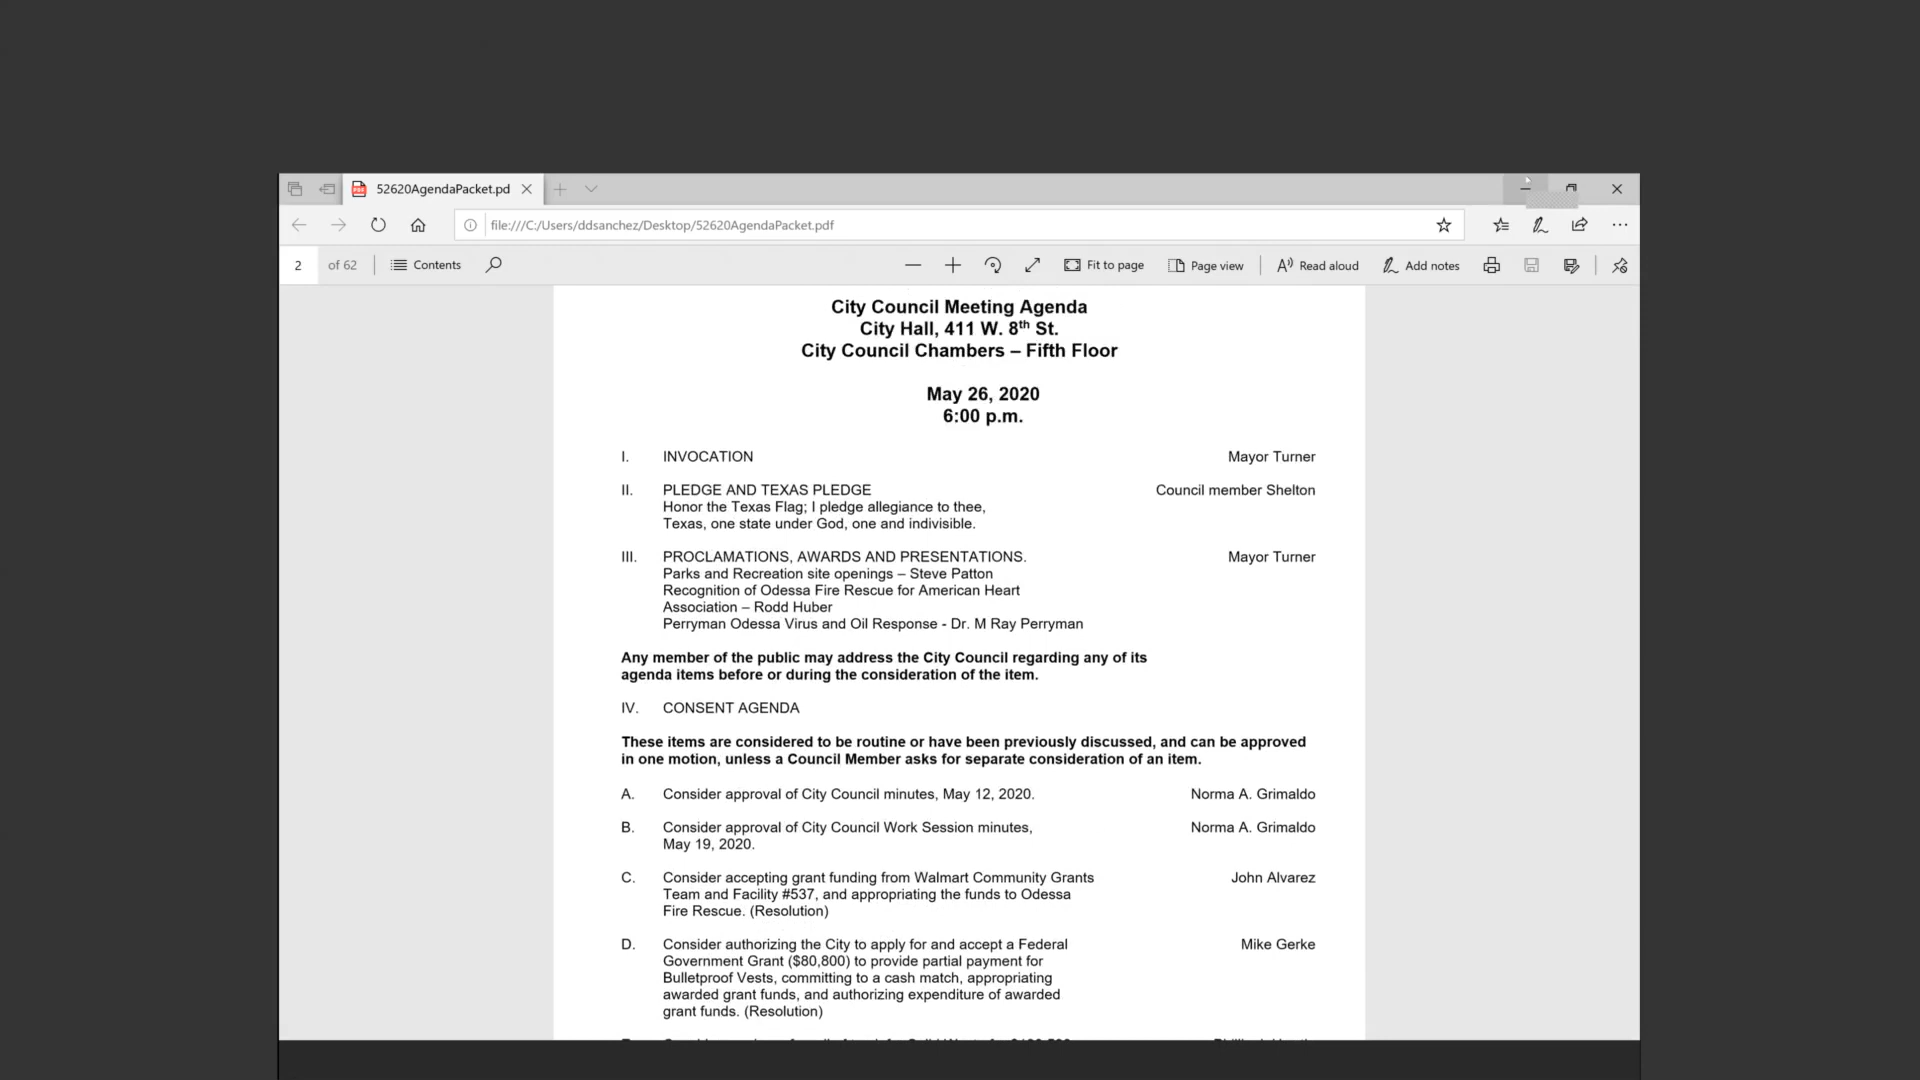 52620AgendaPacket.pd
file:///C:/Users/ddsanchez/Desktop/52620AgendaPacket.pdf
2 of 62 Contents Fit to page Page view Read aloud Add notes
City Council Meeting Agenda
City Hall, 411 W. 8th St.
City Council Chambers – Fifth Floor
May 26, 2020
6:00 p.m.
I. INVOCATION Mayor Turner
II. PLEDGE AND TEXAS PLEDGE Council member Shelton
Honor the Texas Flag; I pledge allegiance to thee,
Texas, one state under God, one and indivisible.
III. PROCLAMATIONS, AWARDS AND PRESENTATIONS. Mayor Turner
Parks and Recreation site openings – Steve Patton
Recognition of Odessa Fire Rescue for American Heart
Association – Rodd Huber
Perryman Odessa Virus and Oil Response - Dr. M Ray Perryman
Any member of the public may address the City Council regarding any of its
agenda items before or during the consideration of the item.
IV. CONSENT AGENDA
These items are considered to be routine or have been previously discussed, and can be approved
in one motion, unless a Council Member asks for separate consideration of an item.
A. Consider approval of City Council minutes, May 12, 2020. Norma A. Grimaldo
B. Consider approval of City Council Work Session minutes, Norma A. Grimaldo
May 19, 2020.
C. Consider accepting grant funding from Walmart Community Grants John Alvarez
Team and Facility #537, and appropriating the funds to Odessa
Fire Rescue. (Resolution)
D. Consider authorizing the City to apply for and accept a Federal Mike Gerke
Government Grant ($80,800) to provide partial payment for
Bulletproof Vests, committing to a cash match, appropriating
awarded grant funds, and authorizing expenditure of awarded
grant funds. (Resolution)